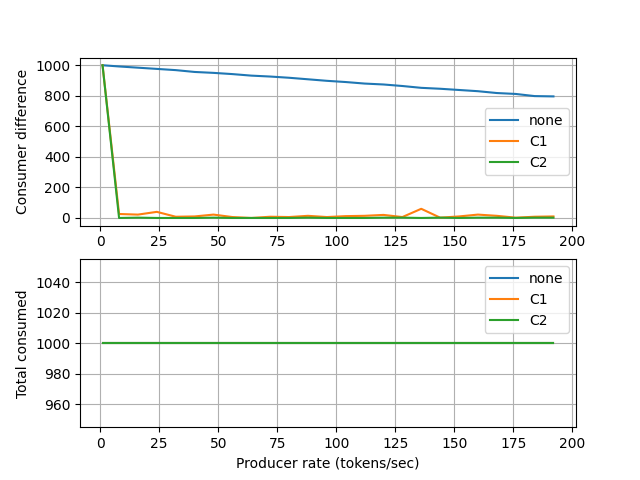 1000
800
600
400
200
0
Consumer difference
none
C1
C2
0 25 50 75 100 125 150 175 200
1040
1020
1000
980
960
Total consumed
none
C1
C2
0 25 50 75 100 125 150 175 200
Producer rate (tokens/sec)